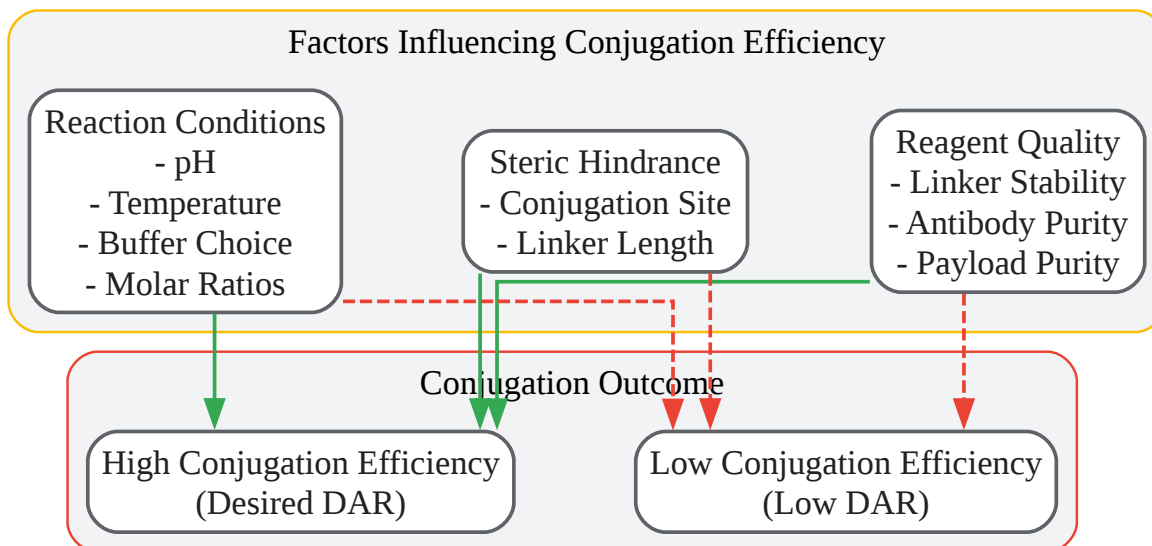 Factors Influencing Conjugation Efficiency
Reaction Conditions
- pH
- Temperature
- Buffer Choice
- Molar Ratios
Steric Hindrance
- Conjugation Site
- Linker Length
Reagent Quality
- Linker Stability
- Antibody Purity
- Payload Purity
Conjugation Outcome
High Conjugation Efficiency
(Desired DAR)
Low Conjugation Efficiency
(Low DAR)